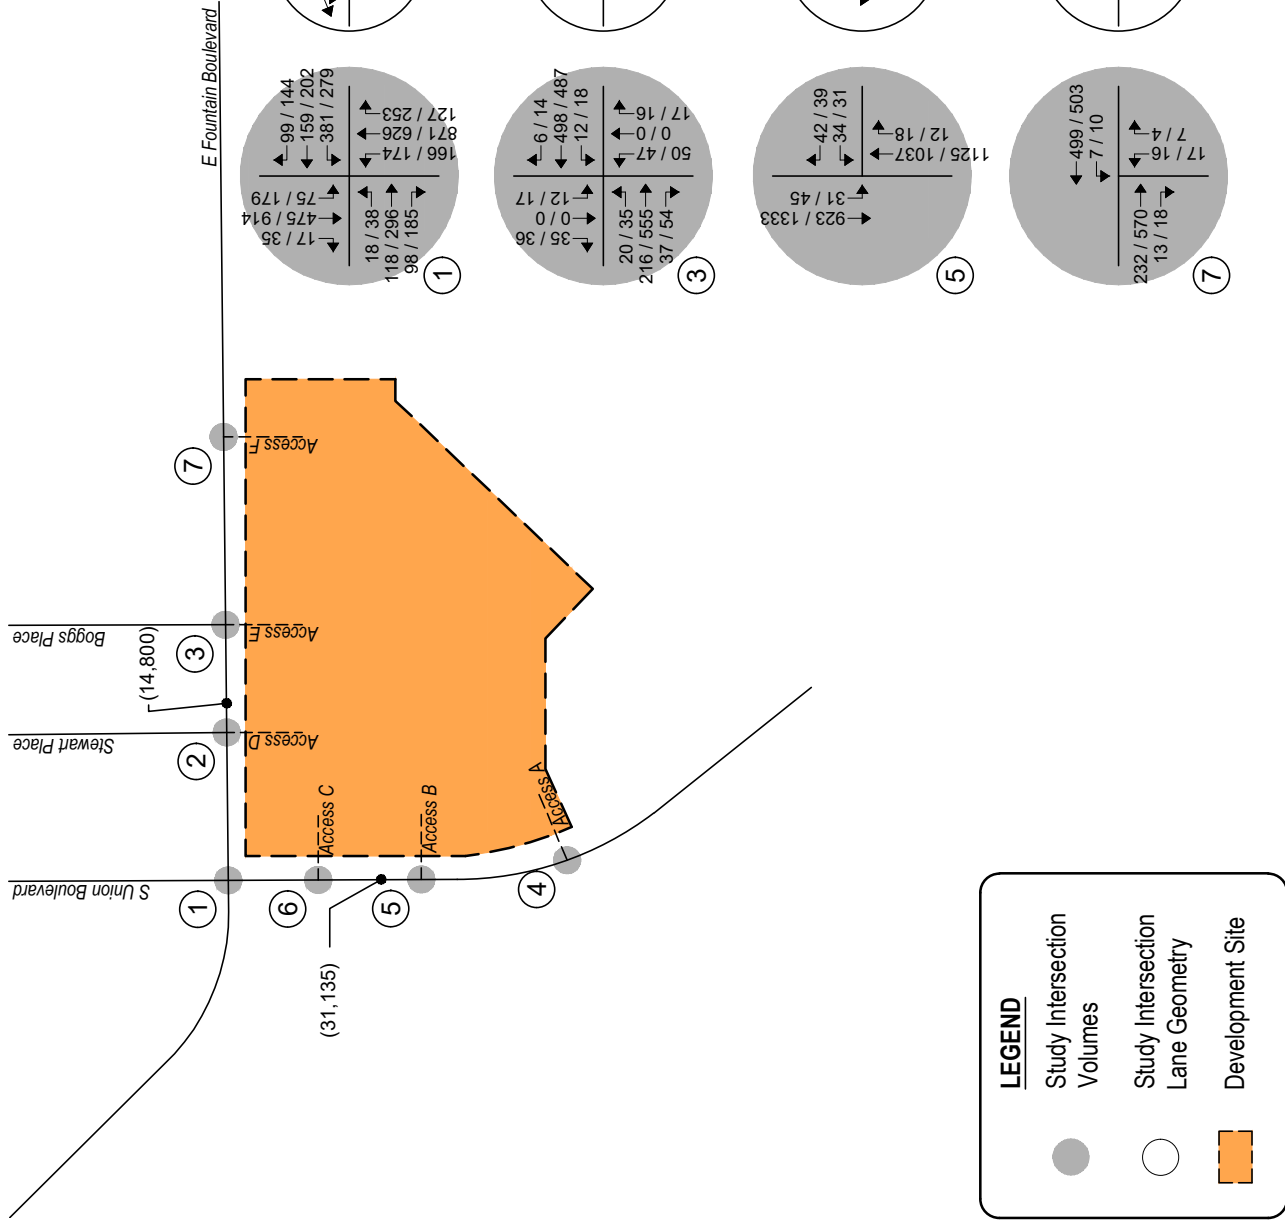 E Fountain Boulevard
Boggs Place
Stewart Place
S Union Boulevard
(14,800)
(31,135)
Access F
Access E
Access D
Access C
Access B
Access A
1
2
3
4
5
6
7
99 / 144
159 / 202
381 / 279
127 / 253
871 / 626
166 / 174
75 / 179
475 / 914
17 / 35
18 / 38
118 / 296
98 / 185
1
6 / 14
498 / 487
12 / 18
17 / 16
0 / 0
50 / 47
12 / 17
0 / 0
35 / 36
20 / 35
216 / 555
37 / 54
3
42 / 39
34 / 31
12 / 18
1125 / 1037
31 / 45
923 / 1333
5
499 / 503
7 / 10
7 / 4
17 / 16
232 / 570
13 / 18
7
LEGEND
Study Intersection
Volumes
Study Intersection
Lane Geometry
Development Site